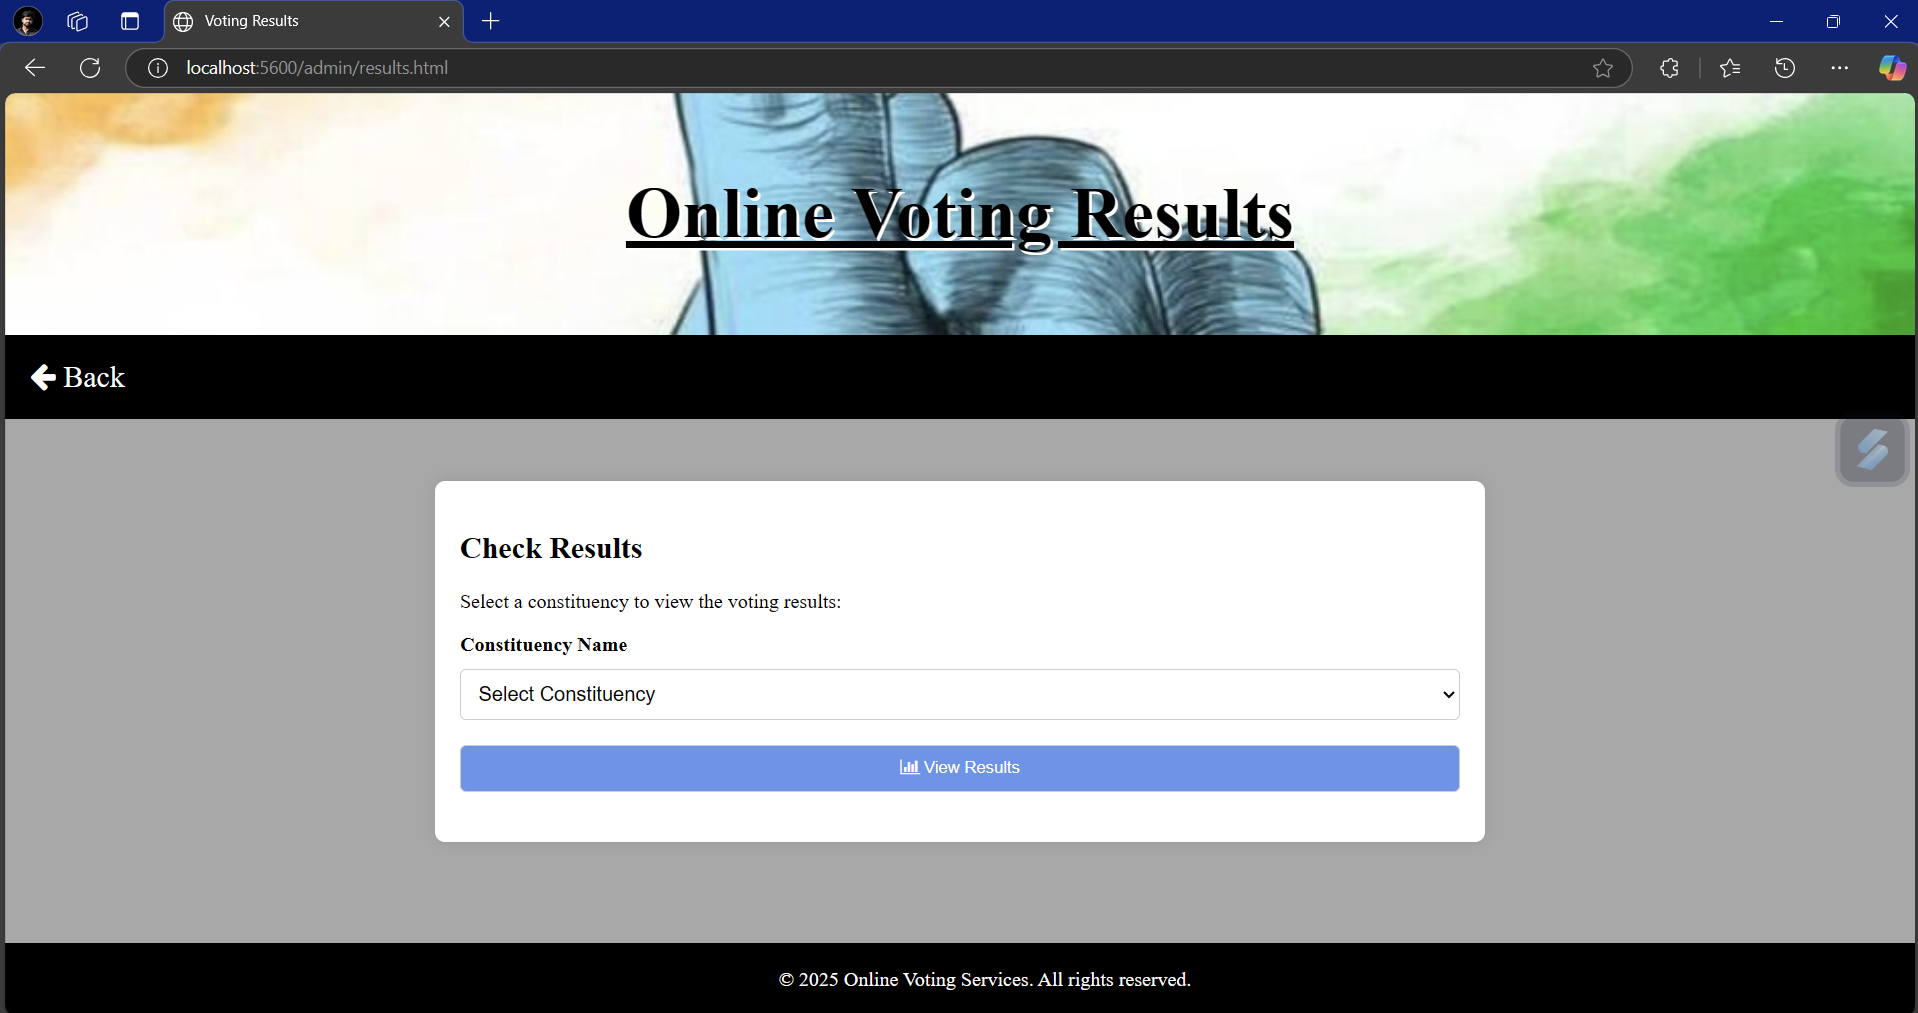 Voting Results
localhost:5600/admin/results.html
Online Voting Results
Back
Check Results
Select a constituency to view the voting results:
Constituency Name
Select Constituency
View Results
© 2025 Online Voting Services. All rights reserved.